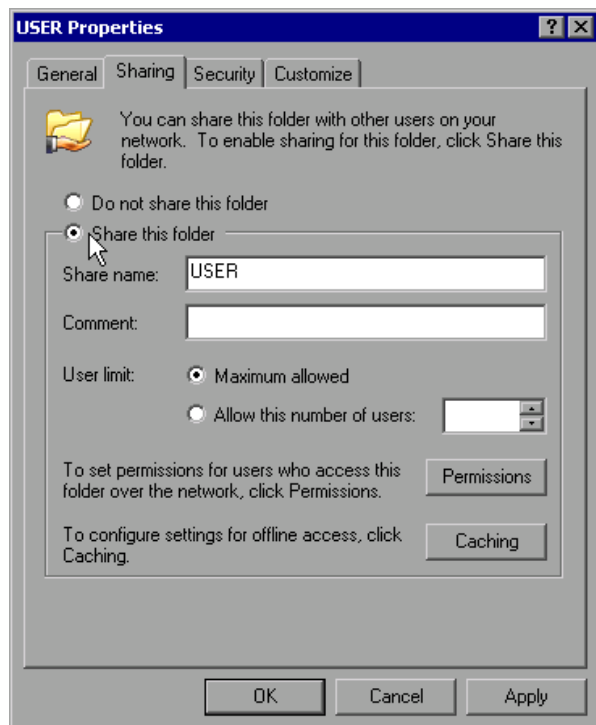 USER Properties
General Sharing Security Customize
You can share this folder with other users on your
network. To enable sharing for this folder, click Share this
folder.
Do not share this folder
Share this folder
Share name: USER
Comment:
User limit: Maximum allowed
Allow this number of users:
To set permissions for users who access this
folder over the network, click Permissions.
Permissions
To configure settings for offline access, click
Caching.
Caching
OK Cancel Apply